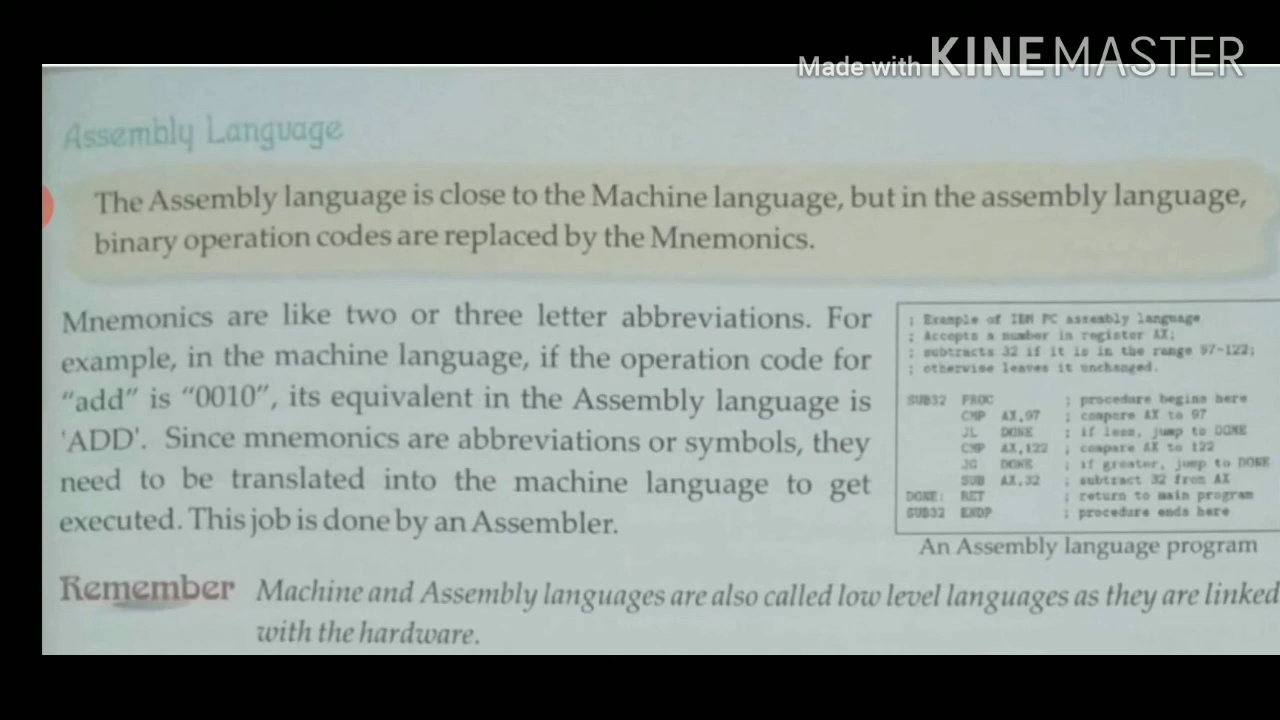 Made with KINEMASTER
Assembly Language
The Assembly language is close to the Machine language, but in the assembly language,
binary operation codes are replaced by the Mnemonics.
Mnemonics are like two or three letter abbreviations. For
example, in the machine language, if the operation code for
"add" is "0010", its equivalent in the Assembly language is
'ADD'. Since mnemonics are abbreviations or symbols, they
need to be translated into the machine language to get
executed. This job is done by an Assembler.
; Example of IBM PC assembly language
; Accepts a number in register AX;
; subtracts 32 if it is in the range 97-122;
; otherwise leaves it unchanged.
SUB32 PROC ; procedure begins here
CMP AX,97 ; compare AX to 97
JL DONE ; if less, jump to DONE
CMP AX,122 ; compare AX to 122
JG DONE ; if greater, jump to DONE
SUB AX,32 ; subtract 32 from AX
DONE: RET ; return to main program
SUB32 ENDP ; procedure ends here
An Assembly language program
Remember Machine and Assembly languages are also called low level languages as they are linked
with the hardware.